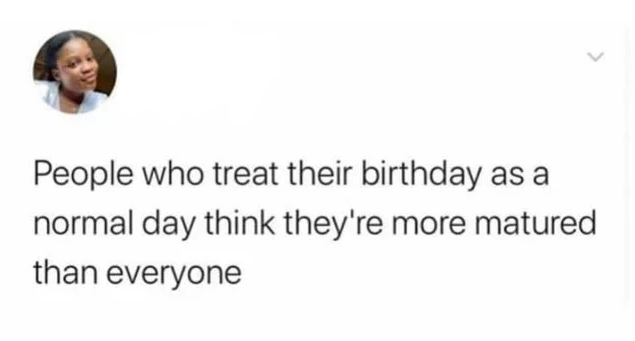 People who treat their birthday as a
normal day think they're more matured
than everyone